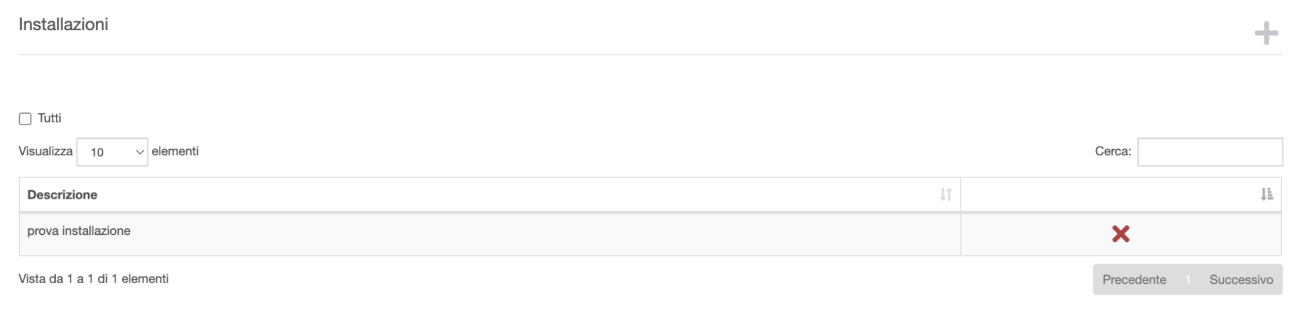 Installazioni
Tutti
Visualizza 10 elementi
Cerca:
Descrizione
prova installazione
Vista da 1 a 1 di 1 elementi
Precedente 1 Successivo